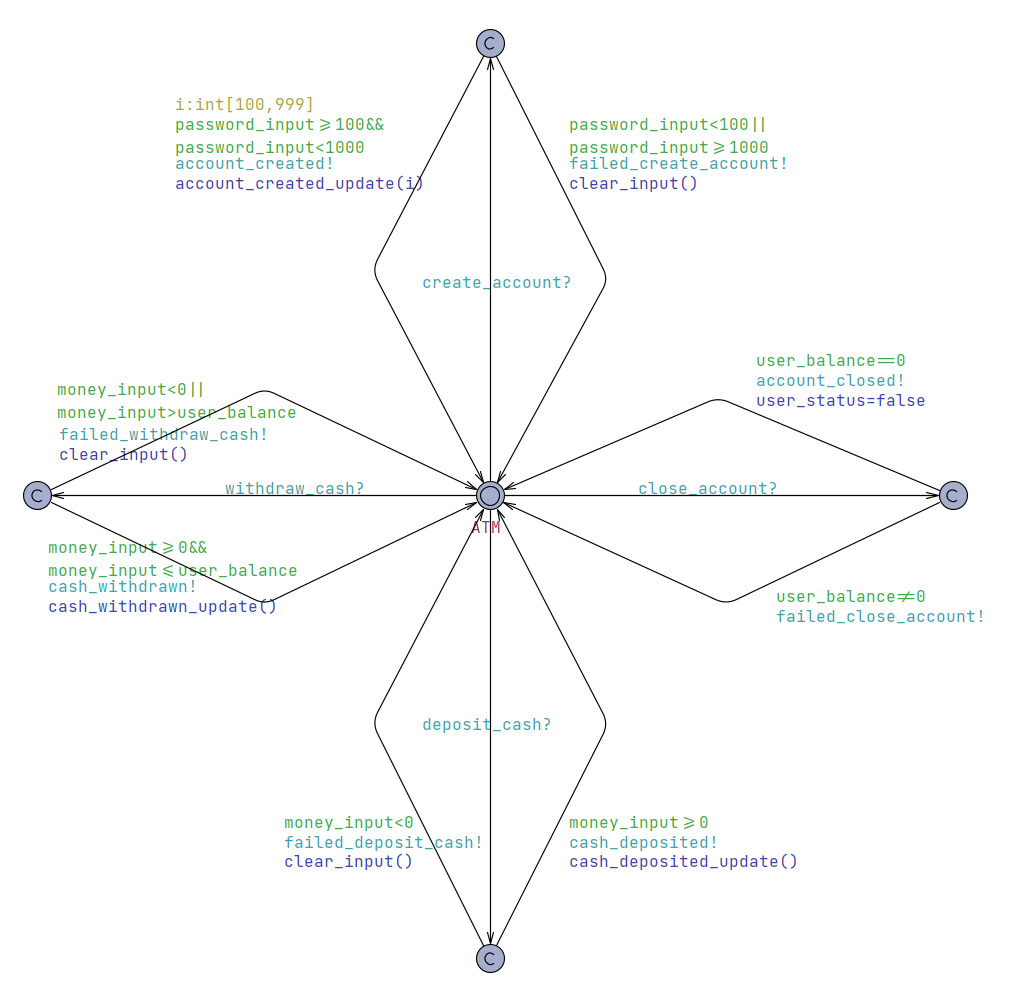 C
i:int[100,999]
password_input≥100&&
password_input<1000
account_created!
account_created_update(i)
password_input<100||
password_input≥1000
failed_create_account!
clear_input()
create_account?
money_input<0||
money_input>user_balance
failed_withdraw_cash!
clear_input()
user_balance==0
account_closed!
user_status=false
C
withdraw_cash?
close_account?
C
ATM
money_input≥0&&
money_input≤user_balance
cash_withdrawn!
cash_withdrawn_update()
user_balance≠0
failed_close_account!
deposit_cash?
money_input<0
failed_deposit_cash!
clear_input()
money_input≥0
cash_deposited!
cash_deposited_update()
C